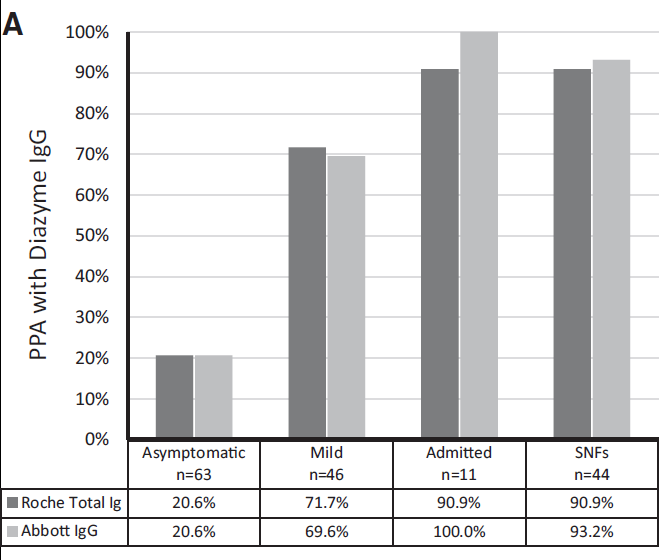 A
100%
90%
80%
70%
60%
50%
40%
30%
20%
10%
0%
PPA with Diazyme IgG
Asymptomatic Mild Admitted SNFs
n=63 n=46 n=11 n=44
Roche Total Ig 20.6% 71.7% 90.9% 90.9%
Abbott IgG 20.6% 69.6% 100.0% 93.2%